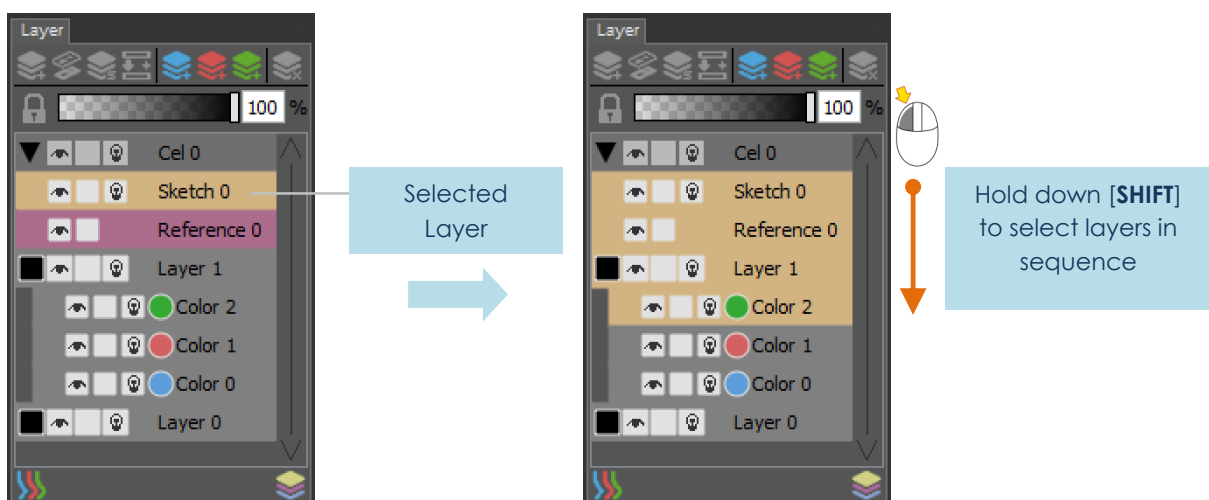 Layer
100 %
Cel 0
Sketch 0
Reference 0
Layer 1
Color 2
Color 1
Color 0
Layer 0
Selected
Layer
Layer
100 %
Cel 0
Sketch 0
Reference 0
Layer 1
Color 2
Color 1
Color 0
Layer 0
Hold down [SHIFT]
to select layers in
sequence